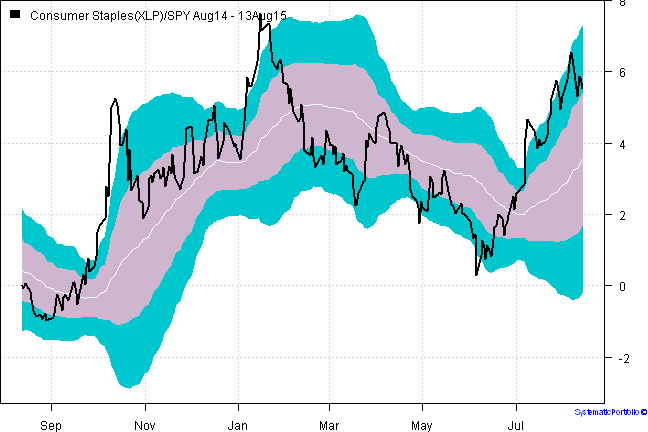 Consumer Staples(XLP)/SPY Aug14 - 13Aug15
8
6
4
2
0
-2
Sep Nov Jan Mar May Jul
SystematicPortfolio ©